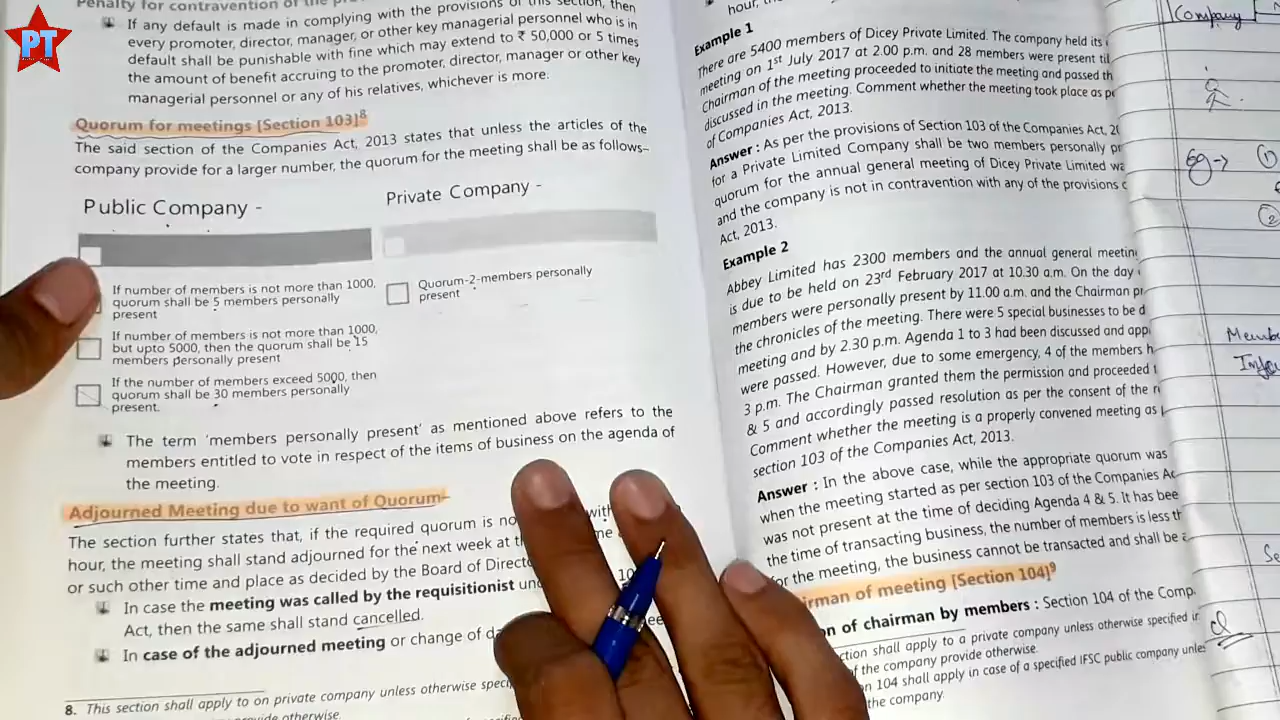 PT
Penalty for contravention of the
provisions of this section, then
If any default is made in complying with the
every promoter, director, manager, or other key managerial personnel who is in
default shall be punishable with fine which may extend to ₹ 50,000 or 5 times
the amount of benefit accruing to the promoter, director, manager or other key
managerial personnel or any of his relatives, whichever is more.
Quorum for meetings [Section 103]8
The said section of the Companies Act, 2013 states that unless the articles of the
company provide for a larger number, the quorum for the meeting shall be as follows–
Public Company -
If number of members is not more than 1000,
quorum shall be 5 members personally
present
If number of members is not more than 1000,
but upto 5000, then the quorum shall be 15
members personally present
If the number of members exceed 5000, then
quorum shall be 30 members personally
present.
Private Company -
Quorum-2-members personally
present
The term 'members personally present' as mentioned above refers to the
members entitled to vote in respect of the items of business on the agenda of
the meeting.
Adjourned Meeting due to want of Quorum–
The section further states that, if the required quorum is no
hour, the meeting shall stand adjourned for the next week at
or such other time and place as decided by the Board of
In case the meeting was called by the requisitionist
Act, then the same shall stand cancelled.
In case of the adjourned meeting or change of
8. This section shall apply to on private company unless otherwise
otherwise.
hour,
Example 1
There are 5400 members of Dicey Private Limited. The company held its
meeting on 1st July 2017 at 2.00 p.m. and 28 members were present
Chairman of the meeting proceeded to initiate the meeting and passed
discussed in the meeting. Comment whether the meeting took place as
of Companies Act, 2013.
Answer : As per the provisions of Section 103 of the Companies Act,
for a Private Limited Company shall be two members personally
quorum for the annual general meeting of Dicey Private Limited
and the company is not in contravention with any of the provisions
Act, 2013.
Example 2
Abbey Limited has 2300 members and the annual general
is due to be held on 23rd February 2017 at 10.30 a.m. On the day
members were personally present by 11.00 a.m. and the Chairman
the chronicles of the meeting. There were 5 special businesses to be
meeting and by 2.30 p.m. Agenda 1 to 3 had been discussed and
were passed. However, due to some emergency, 4 of the members
3 p.m. The Chairman granted them the permission and proceeded
& 5 and accordingly passed resolution as per the consent of the
Comment whether the meeting is a properly convened meeting as
section 103 of the Companies Act, 2013.
Answer : In the above case, while the appropriate quorum was
when the meeting started as per section 103 of the Companies
was not present at the time of deciding Agenda 4 & 5. It has
the time of transacting business, the number of members is less
for the meeting, the business cannot be transacted and shall be
of meeting [Section 104]9
of chairman by members : Section 104 of the
shall apply to a private company unless otherwise specified
of the company provide otherwise.
104 shall apply in case of a specified IFSC public company
the company.
Company
Eg→ 1
2